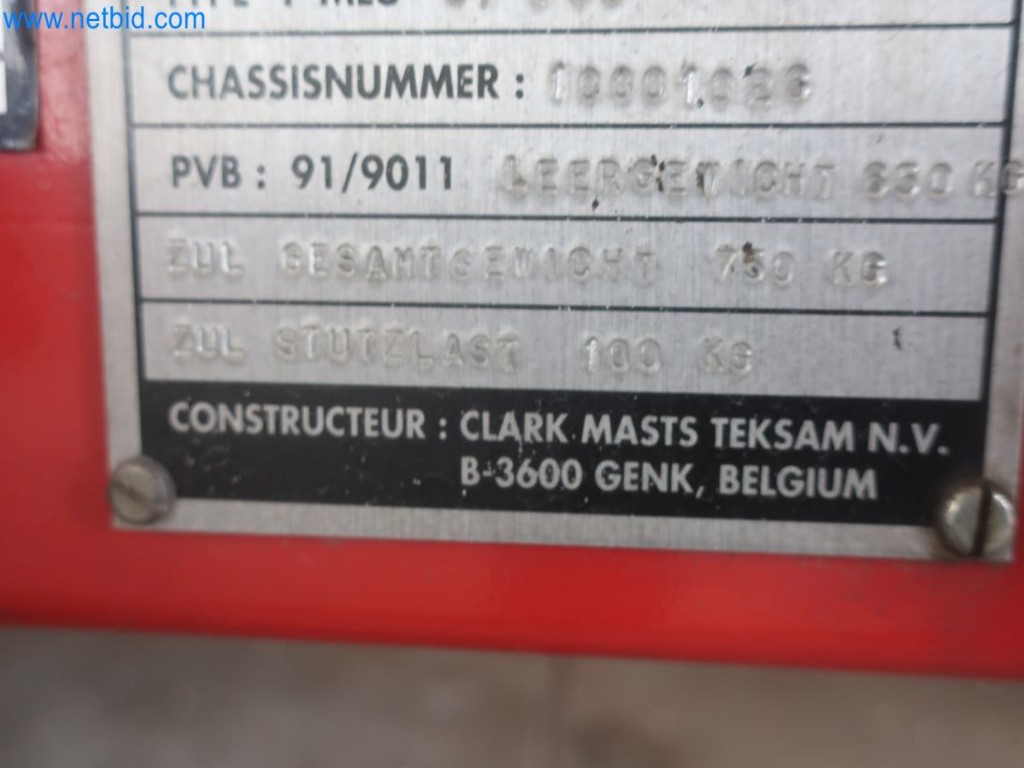 www.netbid.com
CHASSISNUMMER :
PVB : 91/9011 LEERGEWICHT KG
ZUL GESAMTGEWICHT 750 KG
ZUL STUTZLAST 100 KG
CONSTRUCTEUR : CLARK MASTS TEKSAM N.V.
B-3600 GENK, BELGIUM